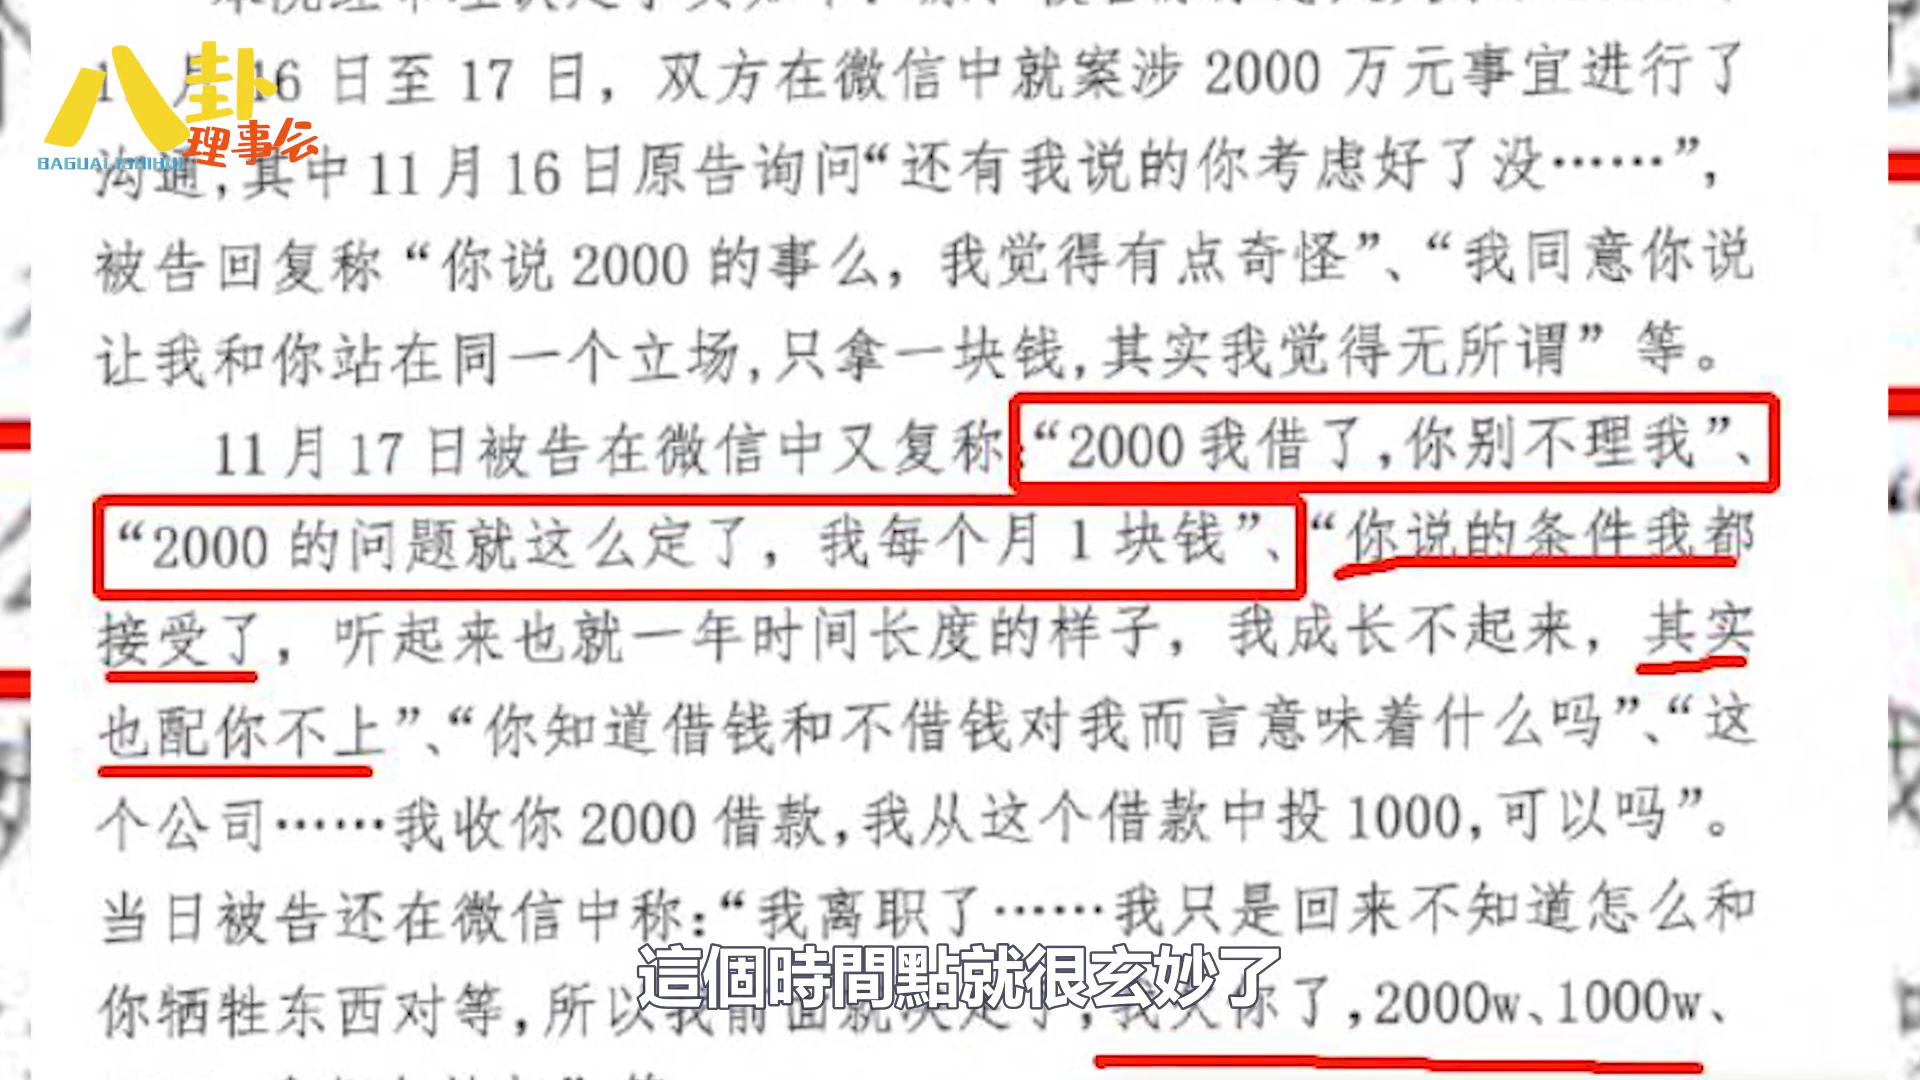 八卦
理事会
1 月 16 日至 17 日，双方在微信中就案涉 2000 万元事宜进行了
沟通，其中 11 月 16 日原告询问“还有我说的你考虑好了没……”，
被告回复称“你说 2000 的事么，我觉得有点奇怪”、“我同意你说
让我和你站在同一个立场，只拿一块钱，其实我觉得无所谓”等。
11 月 17 日被告在微信中又复称：“2000 我借了，你别不理我”、
“2000 的问题就这么定了，我每个月 1 块钱”、“你说的条件我都
接受了，听起来也就一年时间长度的样子，我成长不起来，其实
也配你不上”、“你知道借钱和不借钱对我而言意味着什么吗”、“这
个公司……我收你 2000 借款，我从这个借款中投 1000，可以吗”。
当日被告还在微信中称：“我离职了……我只是回来不知道怎么和
你牺牲东西对等，所以我前面就决定了，我欠你了，2000w、1000w、
這個時間點就很玄妙了